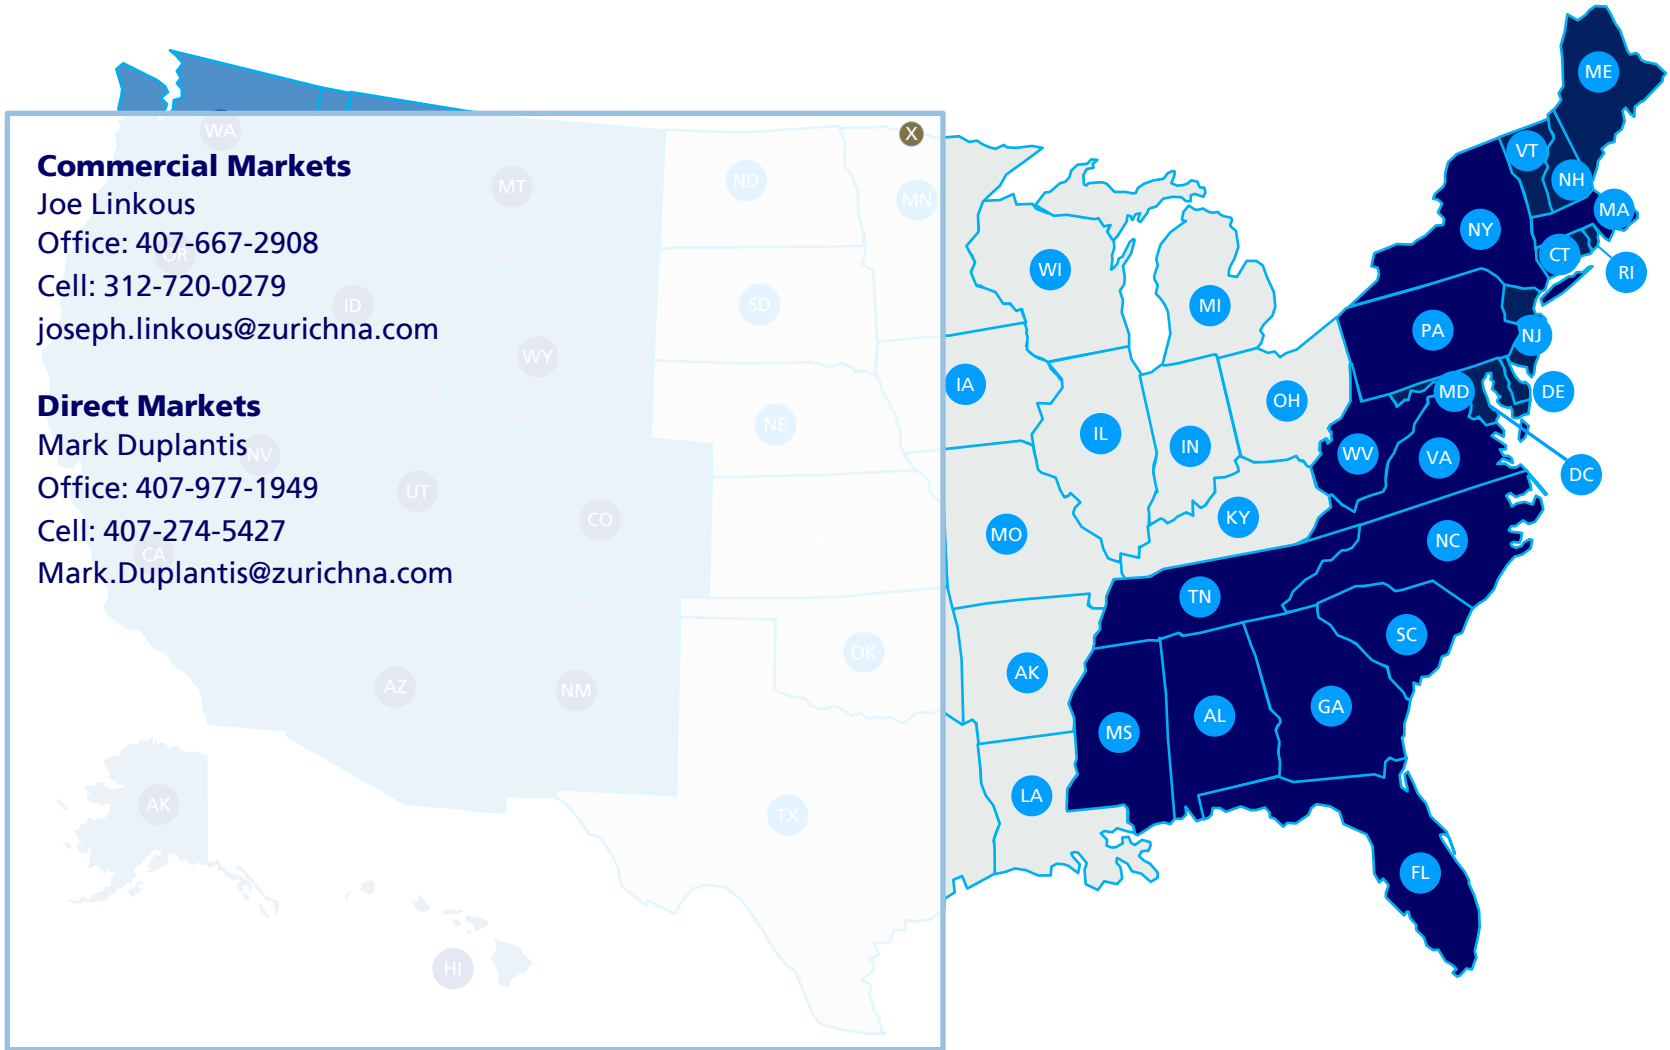 X
Commercial Markets
Joe Linkous
Office: 407-667-2908
Cell: 312-720-0279
joseph.linkous@zurichna.com
Direct Markets
Mark Duplantis
Office: 407-977-1949
Cell: 407-274-5427
Mark.Duplantis@zurichna.com
WA
MT
ND
MN
OR
ID
SD
WY
NE
NV
UT
CO
CA
OK
AZ
NM
TX
AK
HI
ME
VT
NH
MA
NY
CT
RI
WI
MI
PA
NJ
IA
MD
DE
OH
IL
IN
WV
VA
DC
KY
MO
NC
TN
SC
AK
GA
AL
MS
LA
FL